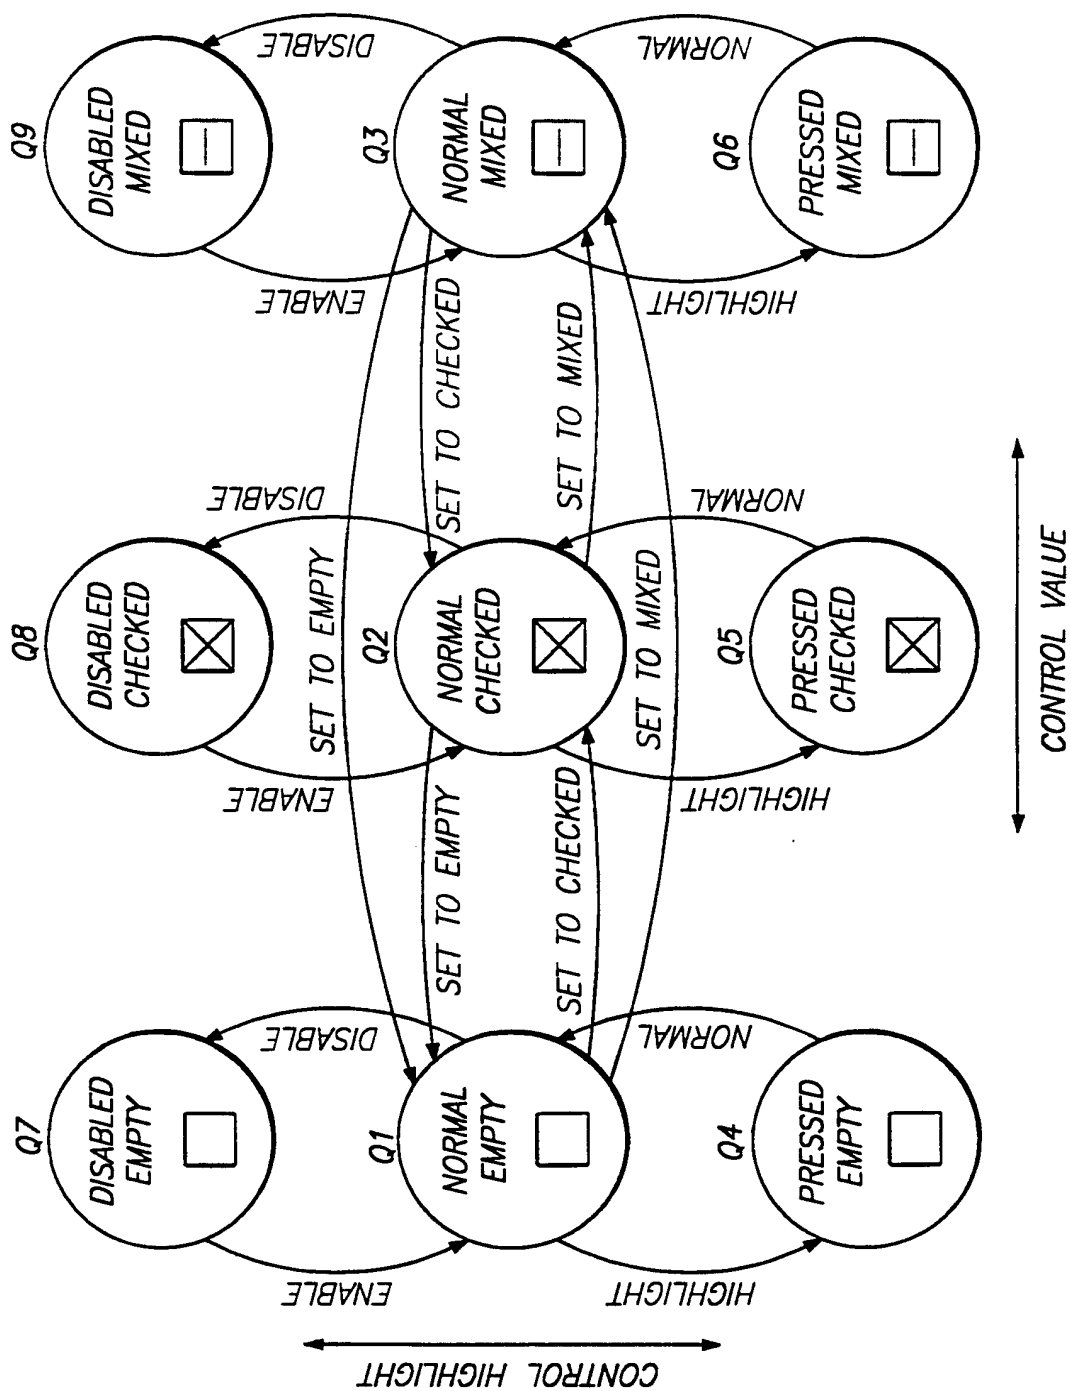 Q7
DISABLED
EMPTY
Q8
DISABLED
CHECKED
Q9
DISABLED
MIXED
ENABLE
DISABLE
ENABLE
DISABLE
ENABLE
DISABLE
SET TO EMPTY
Q1
NORMAL
EMPTY
Q2
NORMAL
CHECKED
Q3
NORMAL
MIXED
SET TO EMPTY
SET TO CHECKED
SET TO CHECKED
SET TO MIXED
SET TO MIXED
HIGHLIGHT
NORMAL
HIGHLIGHT
NORMAL
HIGHLIGHT
NORMAL
Q4
PRESSED
EMPTY
Q5
PRESSED
CHECKED
Q6
PRESSED
MIXED
CONTROL HIGHLIGHT
CONTROL VALUE